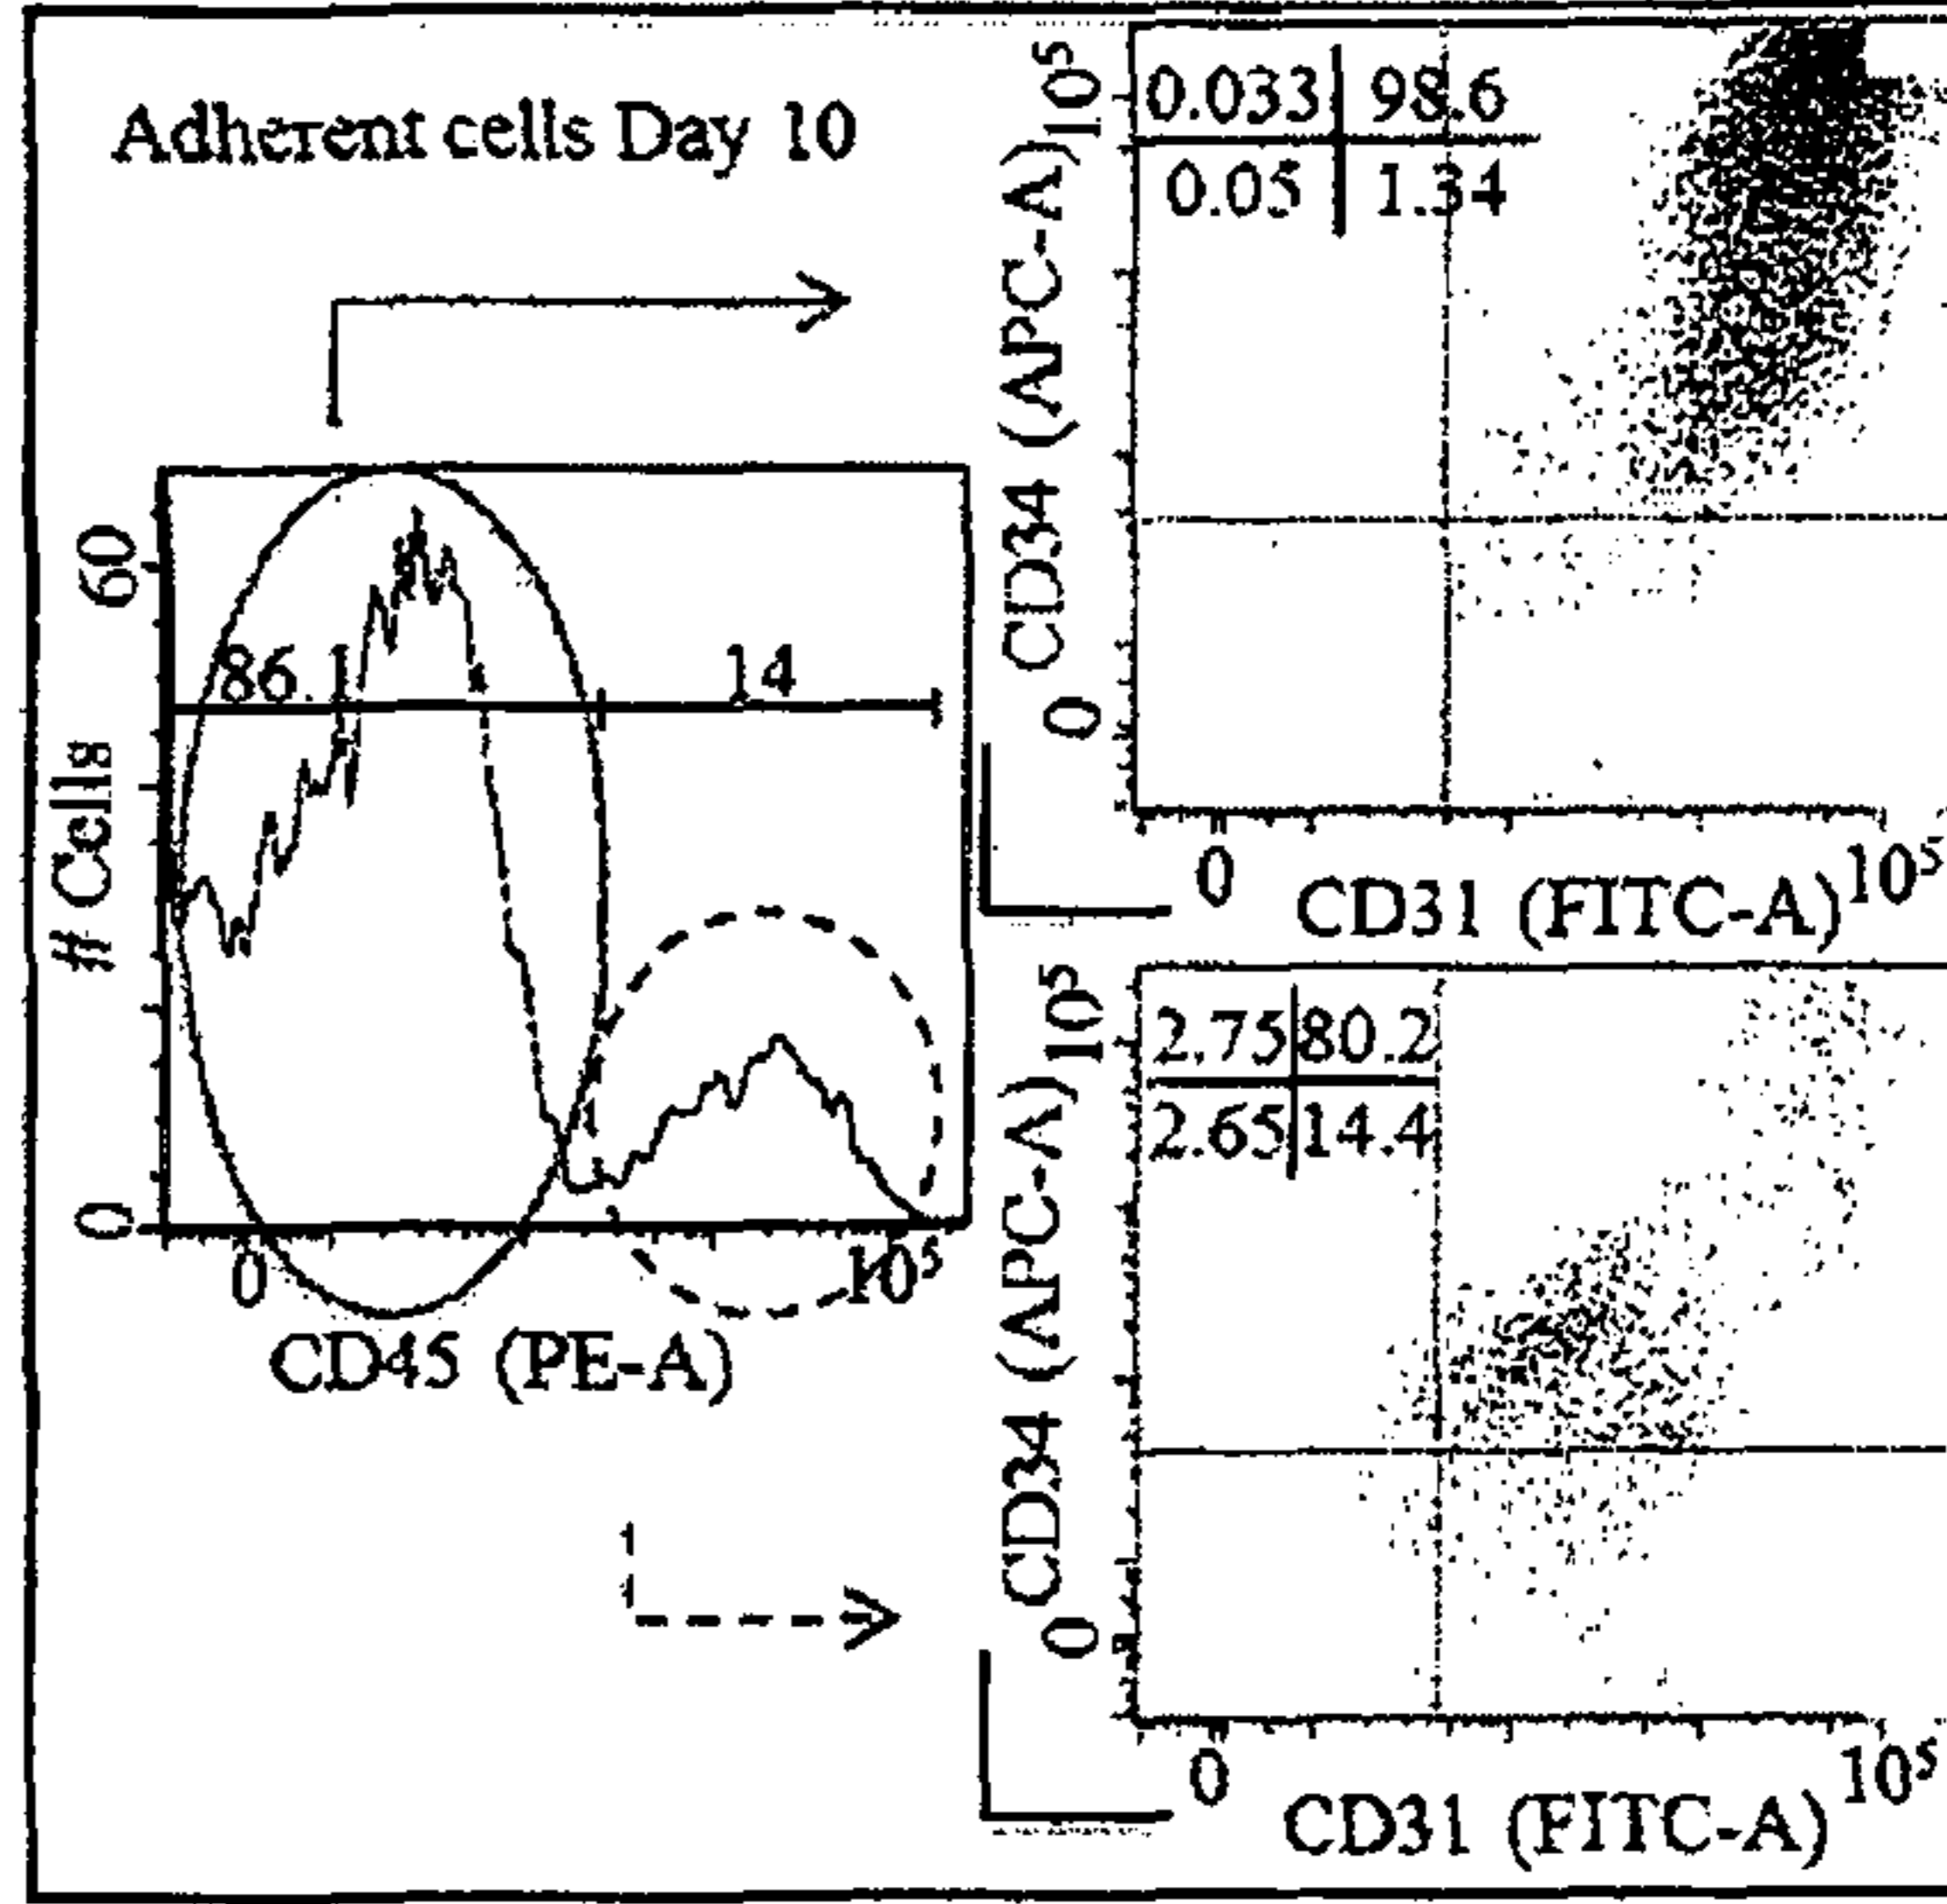 Adherent cells Day 10
60
# Cells
0
86.1
14
0
10⁵
CD45 (PE-A)
CD34 (APC-A)
10⁵
0
0.033 98.6
0.05 1.34
0
10⁵
CD31 (FITC-A)
CD34 (APC-A)
10⁵
0
2.75 80.2
2.65 14.4
0
10⁵
CD31 (FITC-A)